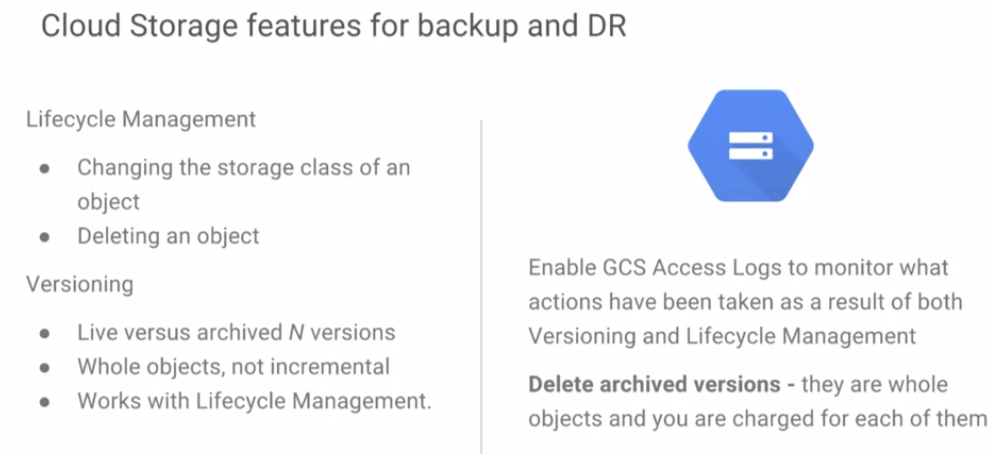 Cloud Storage features for backup and DR
Lifecycle Management
● Changing the storage class of an
object
● Deleting an object
Versioning
● Live versus archived N versions
● Whole objects, not incremental
● Works with Lifecycle Management.
Enable GCS Access Logs to monitor what
actions have been taken as a result of both
Versioning and Lifecycle Management
Delete archived versions - they are whole
objects and you are charged for each of them